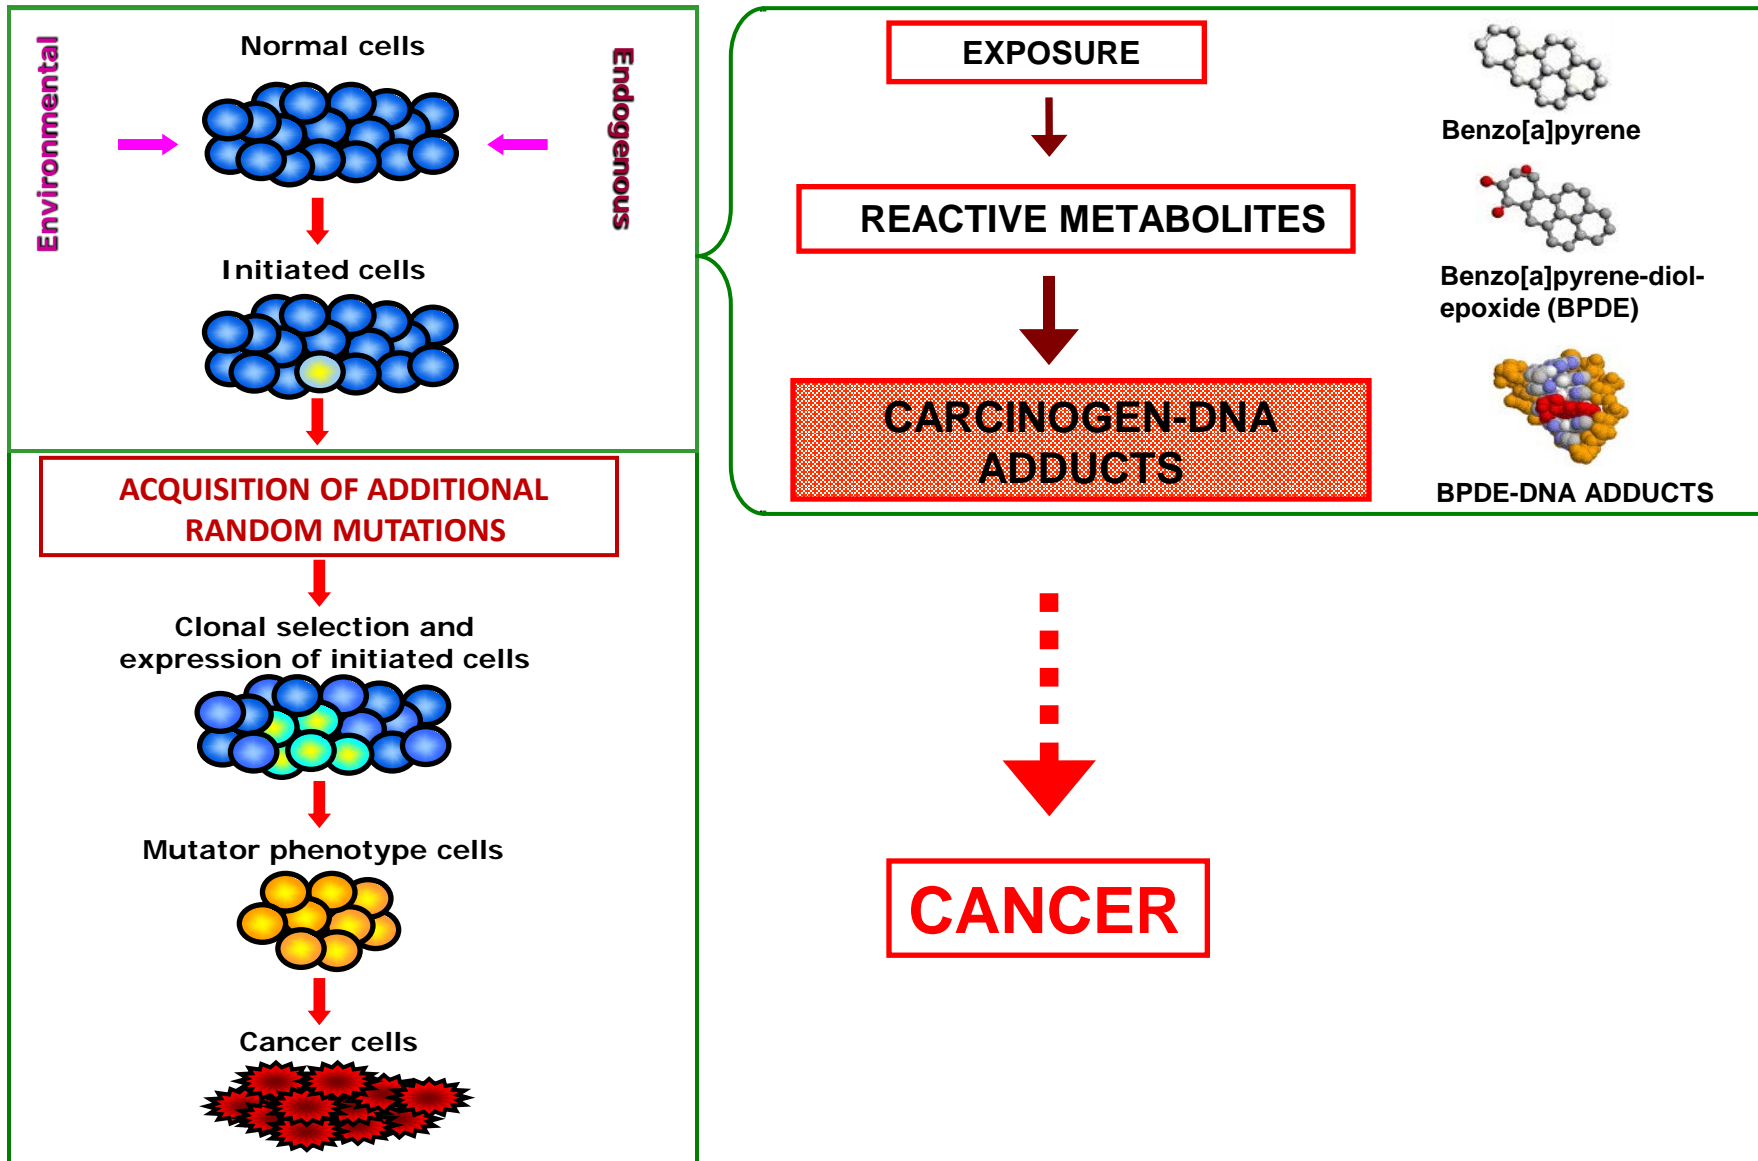 Environmental
Normal cells
Endogenous
Initiated cells
ACQUISITION OF ADDITIONAL
RANDOM MUTATIONS
Clonal selection and
expression of initiated cells
Mutator phenotype cells
Cancer cells
EXPOSURE
Benzo[a]pyrene
REACTIVE METABOLITES
Benzo[a]pyrene-diol-
epoxide (BPDE)
CARCINOGEN-DNA
ADDUCTS
BPDE-DNA ADDUCTS
CANCER